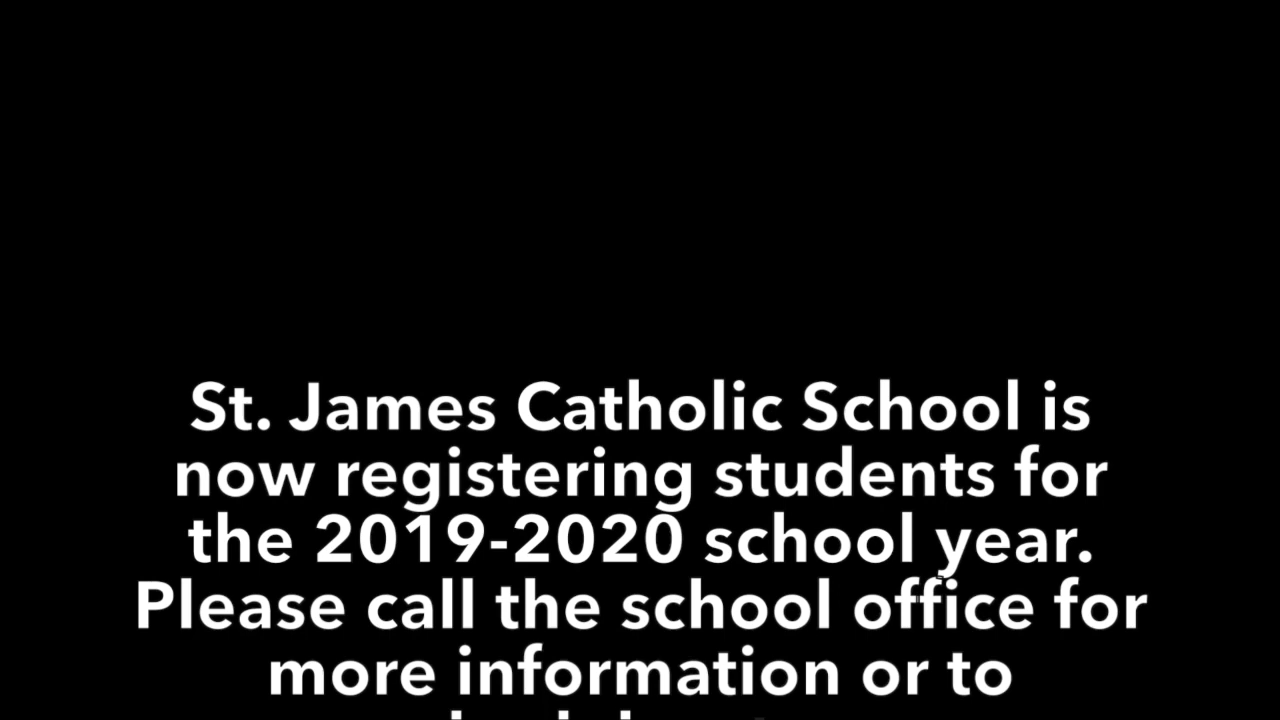 St. James Catholic School is
now registering students for
the 2019-2020 school year.
Please call the school office for
more information or to